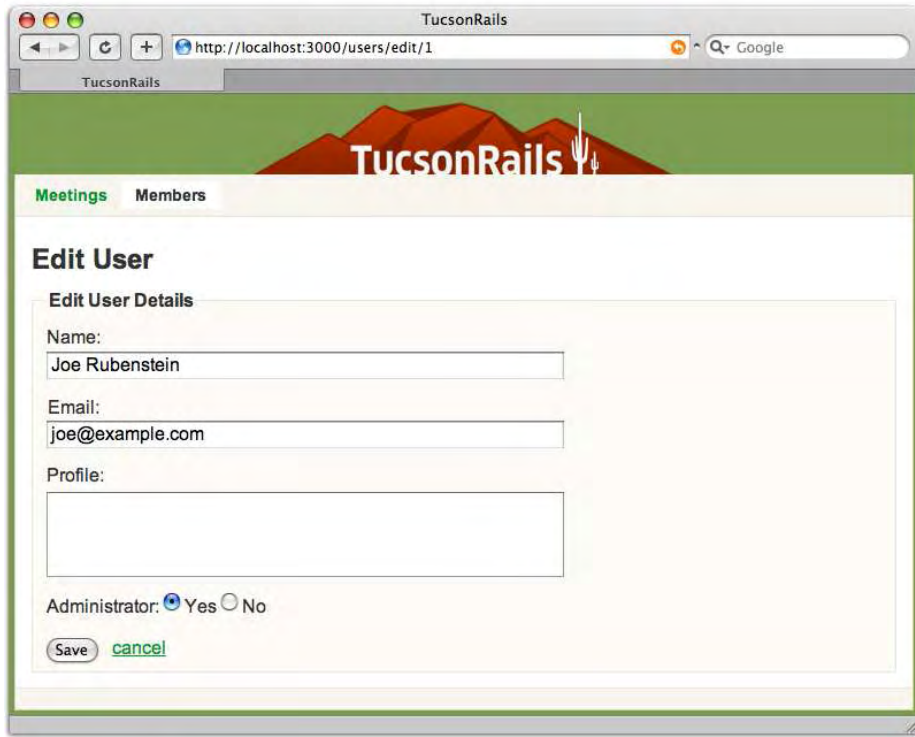 TucsonRails
http://localhost:3000/users/edit/1
Google
TucsonRails
TucsonRails
Meetings Members
Edit User
Edit User Details
Name:
Joe Rubenstein
Email:
joe@example.com
Profile:
Administrator: Yes No
Save cancel